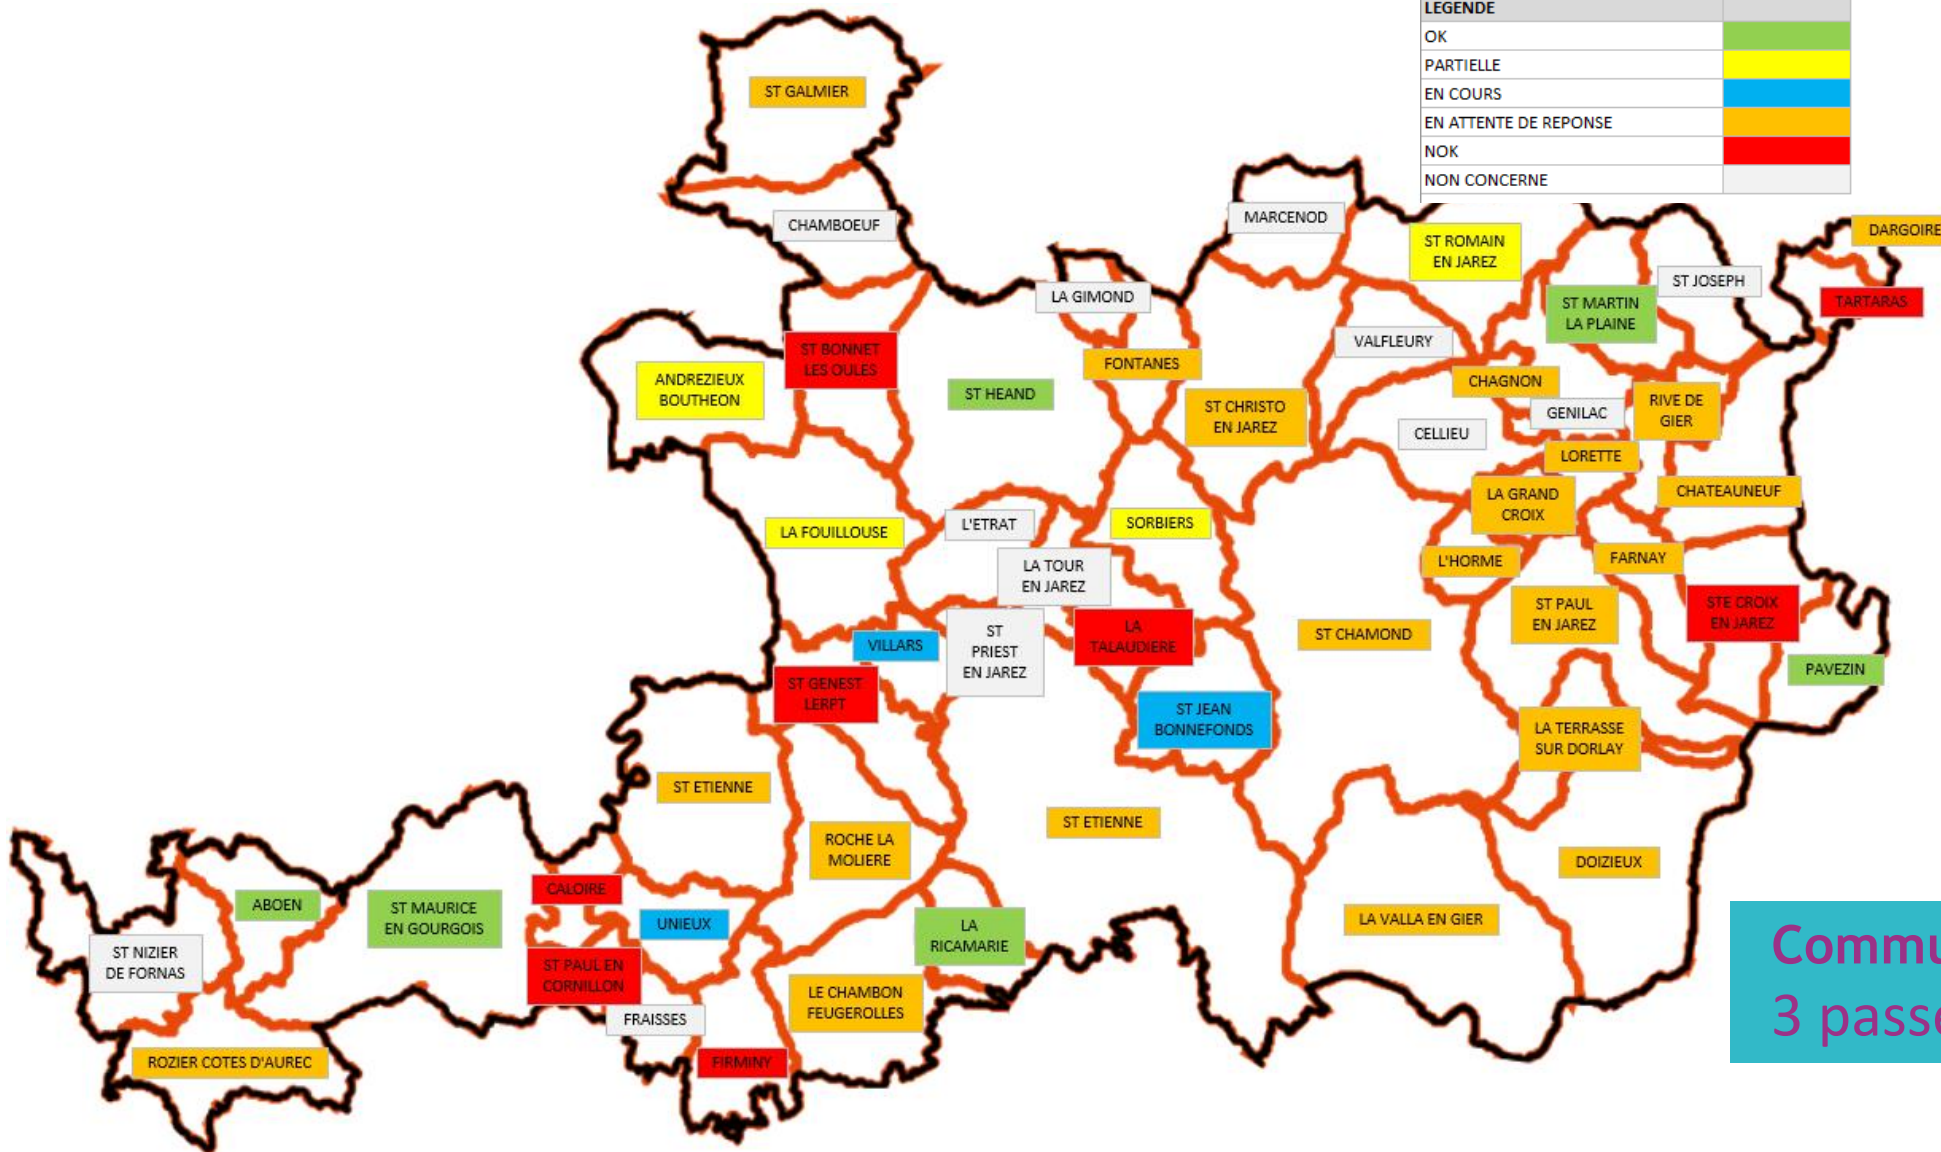 LEGENDE
OK
PARTIELLE
EN COURS
EN ATTENTE DE REPONSE
NOK
NON CONCERNE
ST GALMIER
CHAMBOEUF
MARCENOD
ST ROMAIN
EN JAREZ
DARGOIRE
ST JOSEPH
LA GIMOND
TARTARAS
ST MARTIN
LA PLAINE
VALFLEURY
ST BONNET
LES OULES
FONTANES
ANDREZIEUX
BOUTHEON
ST HEAND
CHAGNON
ST CHRISTO
EN JAREZ
GENILAC
RIVE DE
GIER
CELLIEU
LORETTE
LA GRAND
CROIX
CHATEAUNEUF
LA FOUILLOUSE
L'ETRAT
SORBIERS
LA TOUR
EN JAREZ
L'HORME
FARNAY
ST PAUL
EN JAREZ
STE CROIX
EN JAREZ
VILLARS
ST
PRIEST
EN JAREZ
LA
TALAUDIERE
ST CHAMOND
PAVEZIN
ST GENEST
LERPT
ST JEAN
BONNEFONDS
LA TERRASSE
SUR DORLAY
ST ETIENNE
ST ETIENNE
ROCHE LA
MOLIERE
DOIZIEUX
CALOIRE
ABOEN
ST MAURICE
EN GOURGOIS
UNIEUX
LA
RICAMARIE
LA VALLA EN GIER
ST NIZIER
DE FORNAS
ST PAUL EN
CORNILLON
LE CHAMBON
FEUGEROLLES
FRAISSES
ROZIER COTES D'AUREC
FIRMINY
Commu
3 passe